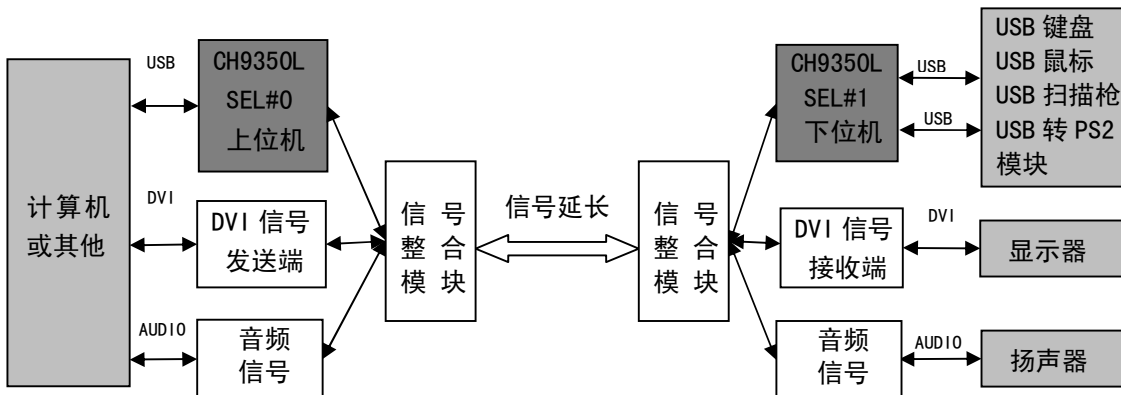 计算机
或其他
USB
DVI
AUDIO
CH9350L
SEL#0
上位机
DVI 信号
发送端
音频
信号
信 号
整 合
模 块
信号延长
信 号
整 合
模 块
CH9350L
SEL#1
下位机
DVI 信号
接收端
音频
信号
USB
USB
DVI
AUDIO
USB 键盘
USB 鼠标
USB 扫描枪
USB 转 PS2
模块
显示器
扬声器